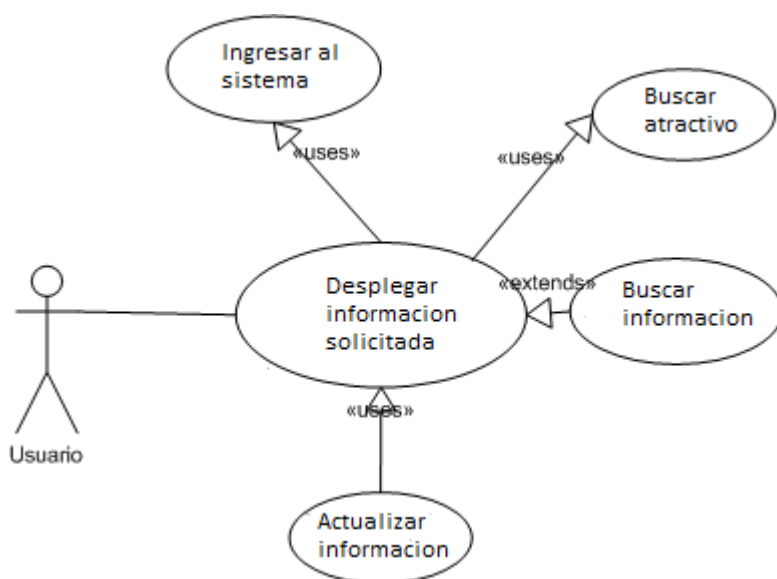 Ingresar al
sistema
Buscar
atractivo
«uses»
«uses»
Desplegar
informacion
solicitada
«extends»
Buscar
informacion
«uses»
Usuario
Actualizar
informacion